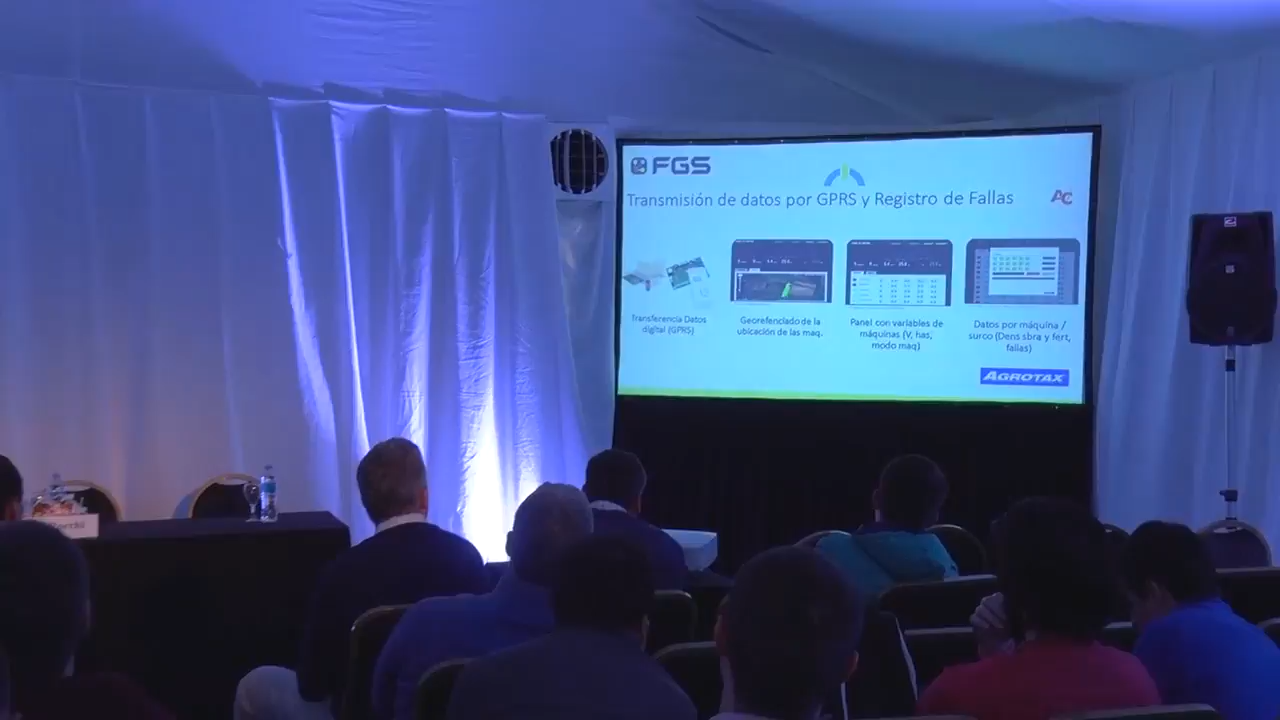 FGS
Transmisión de datos por GPRS y Registro de Fallas
AC
Transferencia Datos
digital (GPRS)
Georefenciado de la
ubicación de las maq.
Panel con variables de
máquinas (V, has,
modo maq)
Datos por máquina /
surco (Dens sbra y fert,
fallas)
AGROTAX